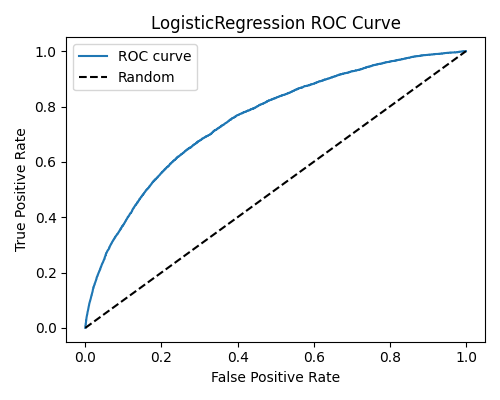 LogisticRegression ROC Curve
ROC curve
Random
True Positive Rate
1.0
0.8
0.6
0.4
0.2
0.0
0.0 0.2 0.4 0.6 0.8 1.0
False Positive Rate